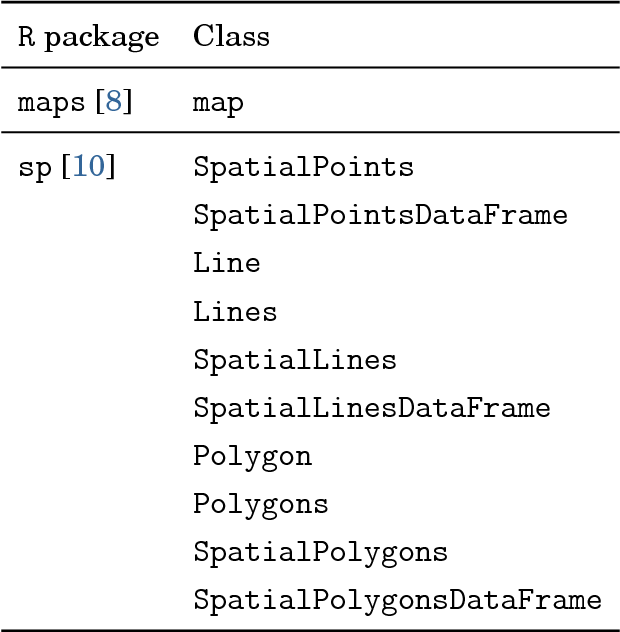 R package Class
maps [8] map
sp [10] SpatialPoints
SpatialPointsDataFrame
Line
Lines
SpatialLines
SpatialLinesDataFrame
Polygon
Polygons
SpatialPolygons
SpatialPolygonsDataFrame